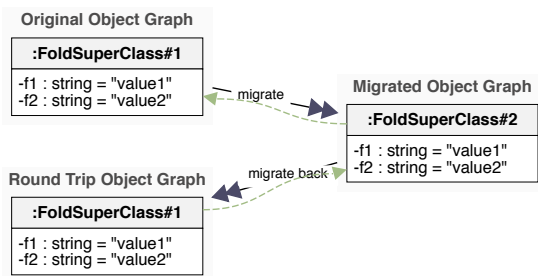 Original Object Graph
:FoldSuperClass#1
-f1 : string = "value1"
-f2 : string = "value2"
migrate
Migrated Object Graph
:FoldSuperClass#2
-f1 : string = "value1"
-f2 : string = "value2"
migrate back
Round Trip Object Graph
:FoldSuperClass#1
-f1 : string = "value1"
-f2 : string = "value2"